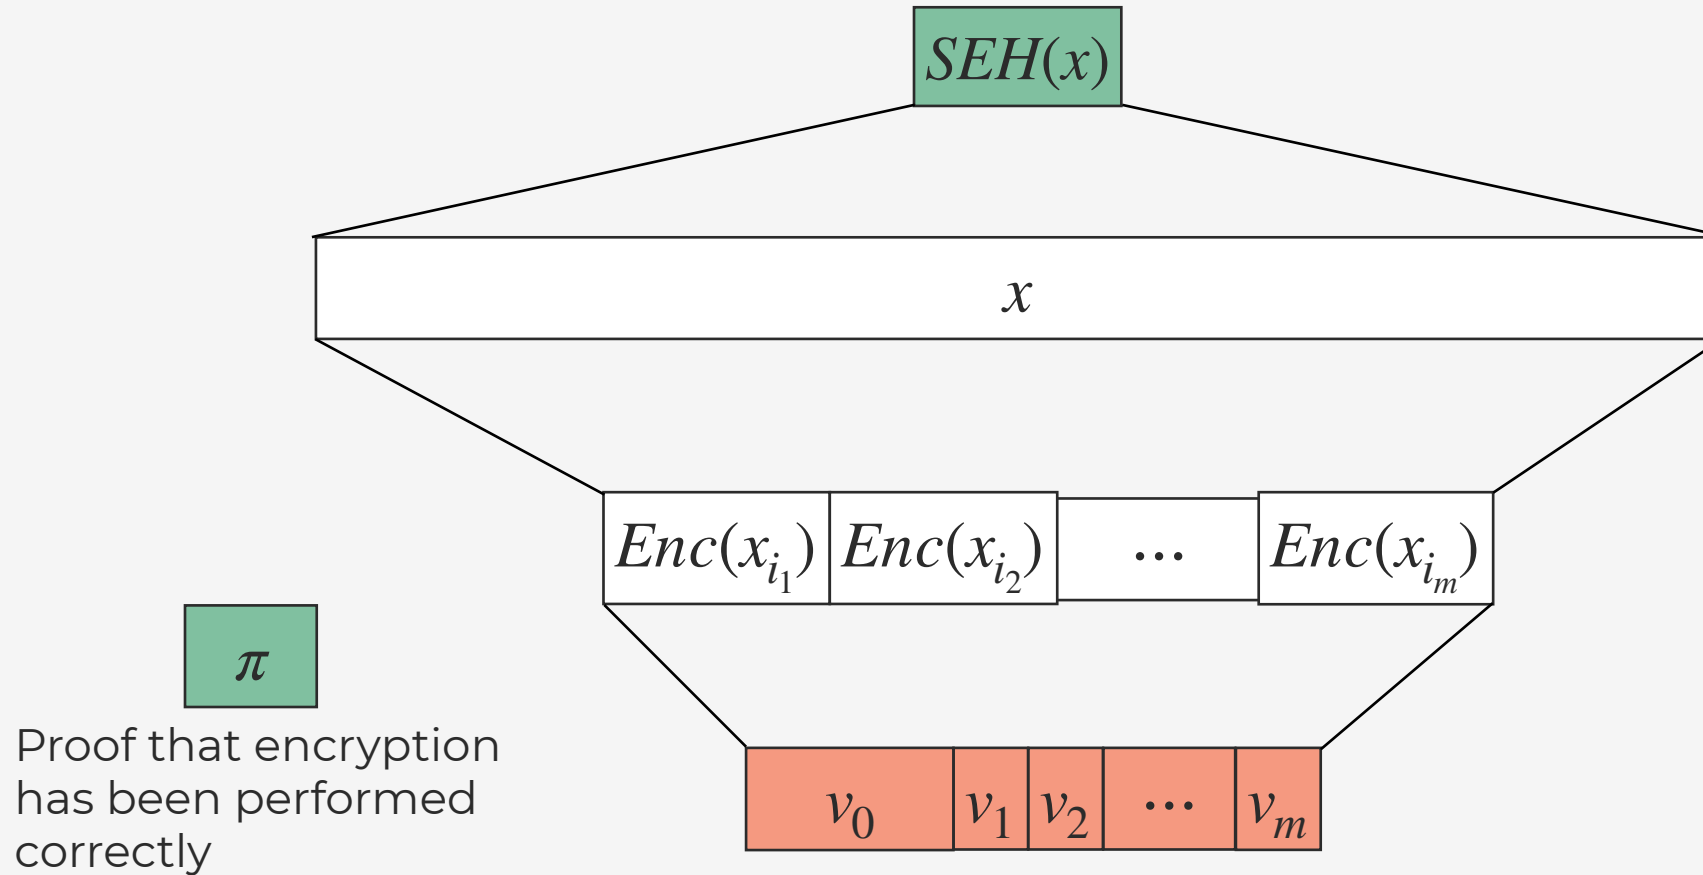 SEH(x)
x
Enc(x_{i_1}) Enc(x_{i_2}) ... Enc(x_{i_m})
π
Proof that encryption
has been performed
correctly
v_0 v_1 v_2 ... v_m